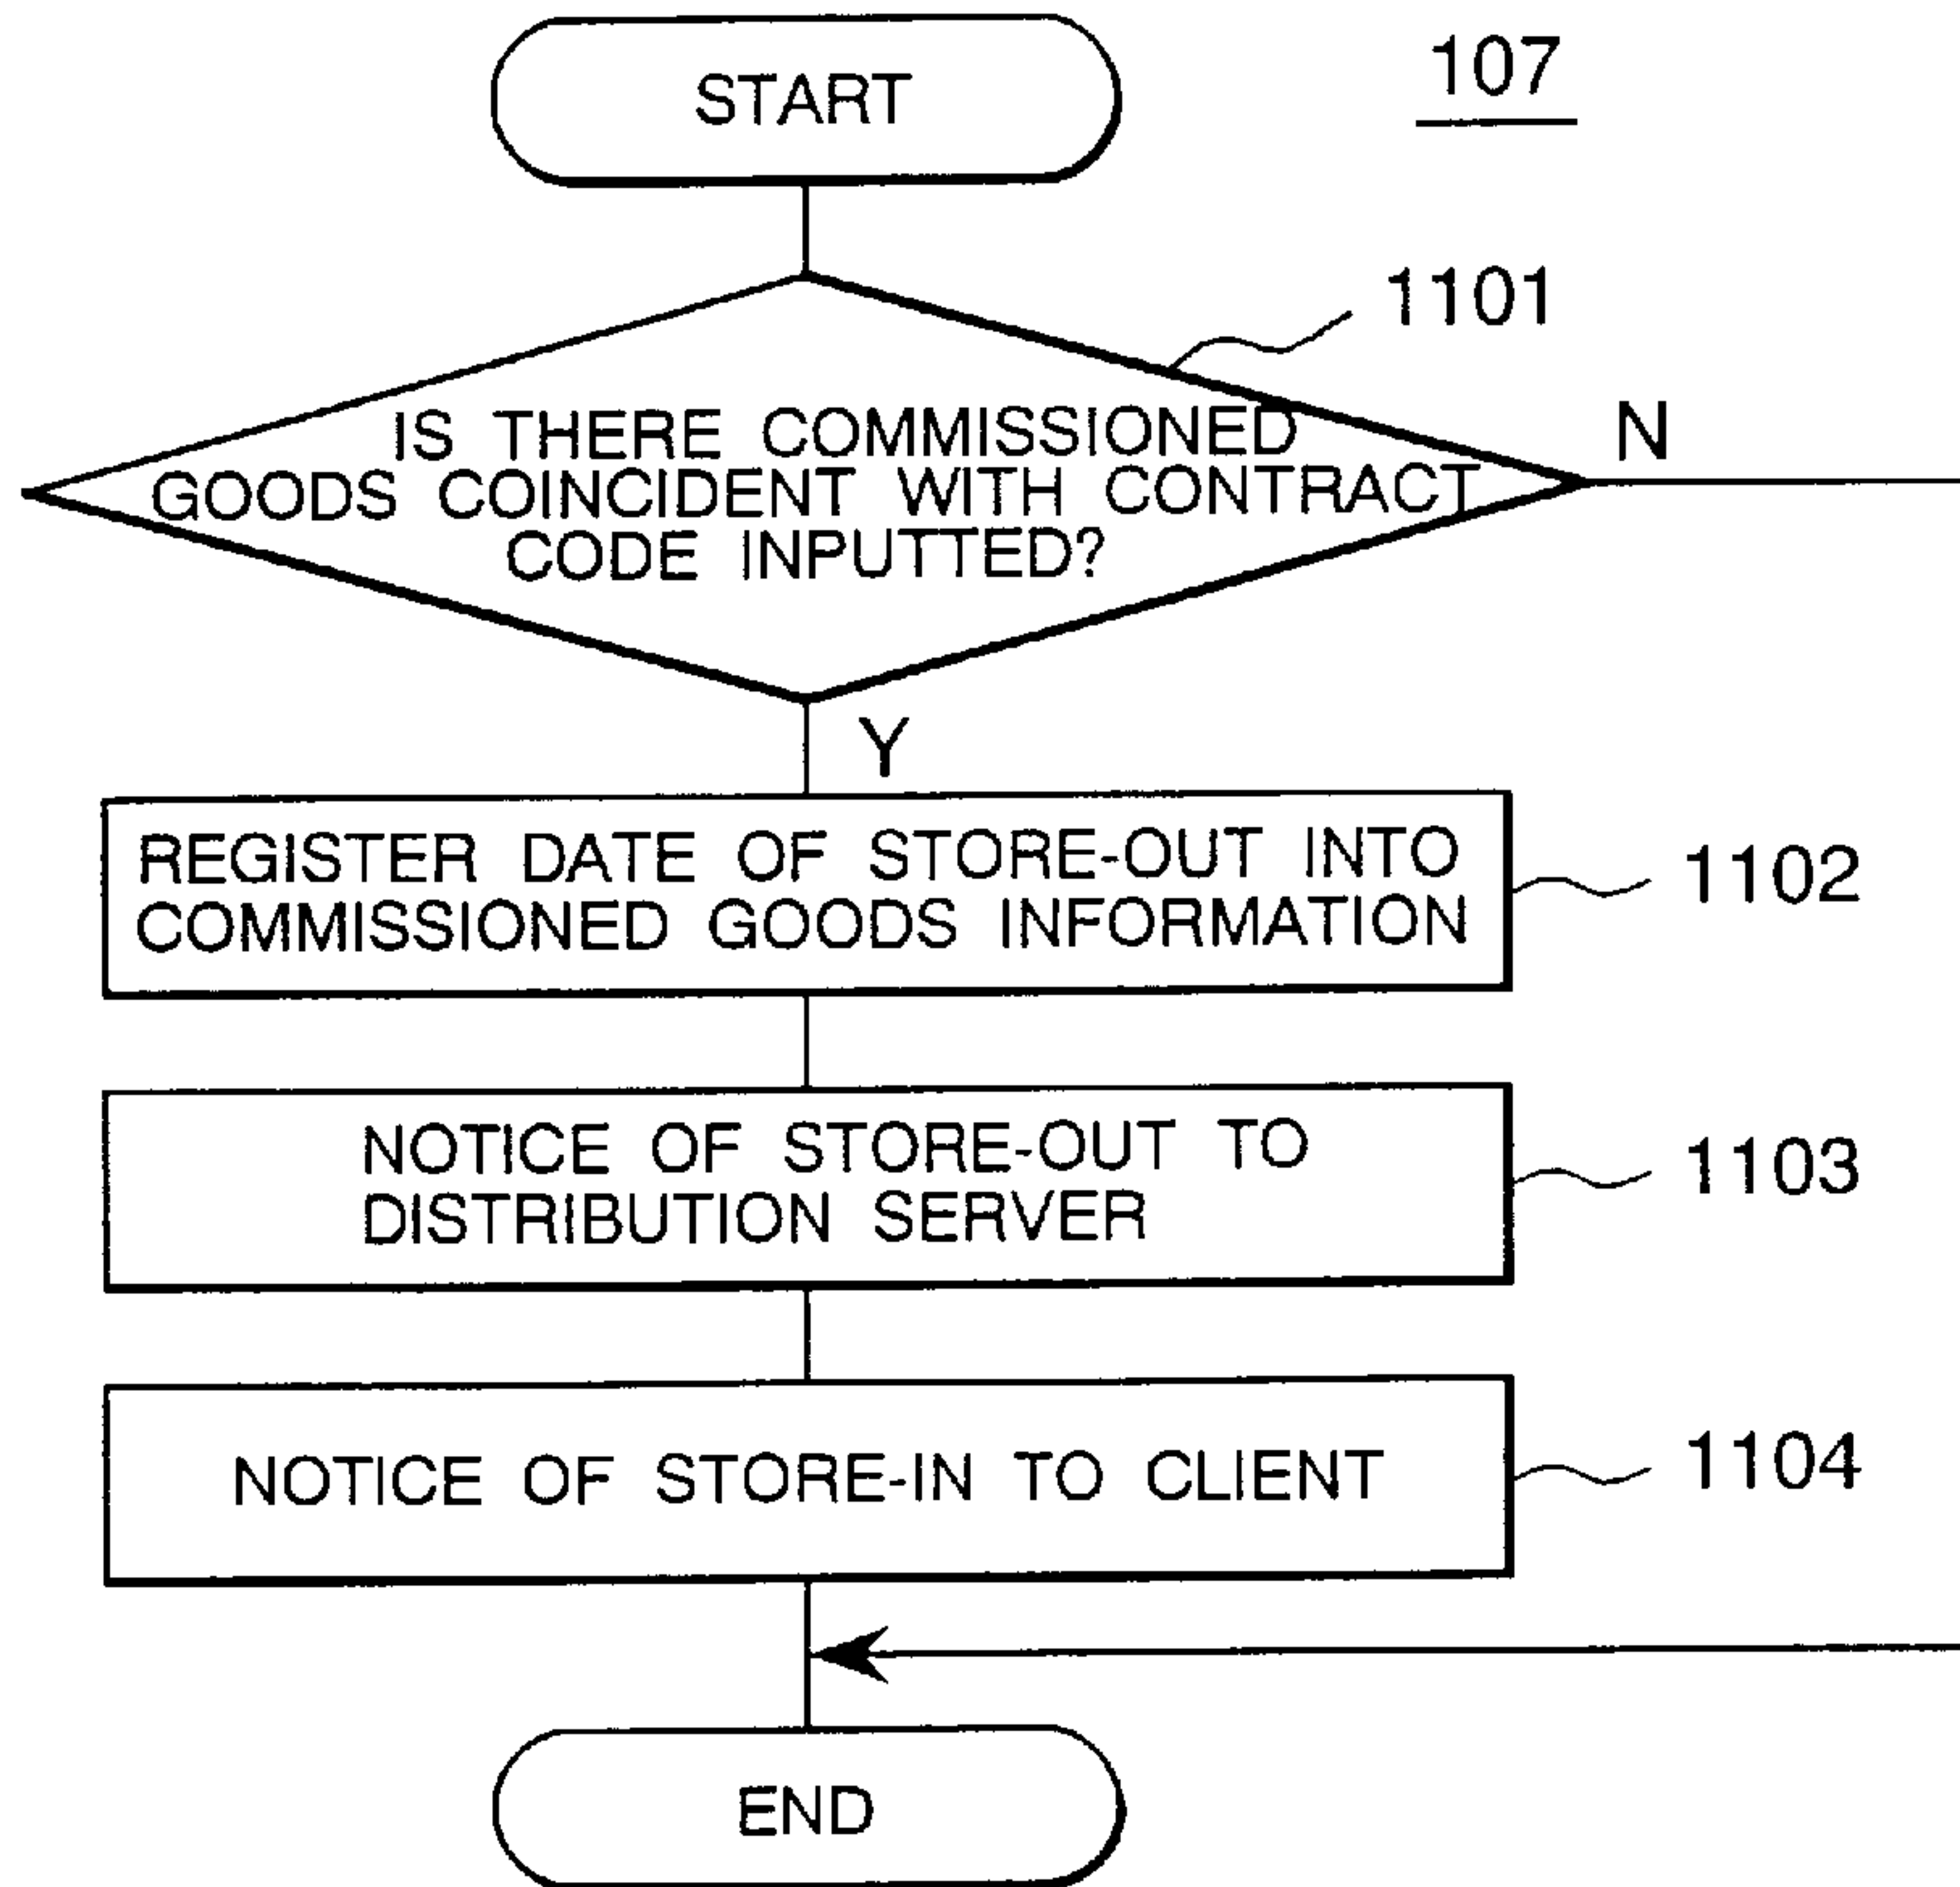 START
107
1101
IS THERE COMMISSIONED
GOODS COINCIDENT WITH CONTRACT
CODE INPUTTED?
N
Y
REGISTER DATE OF STORE-OUT INTO
COMMISSIONED GOODS INFORMATION
1102
NOTICE OF STORE-OUT TO
DISTRIBUTION SERVER
1103
NOTICE OF STORE-IN TO CLIENT
1104
END